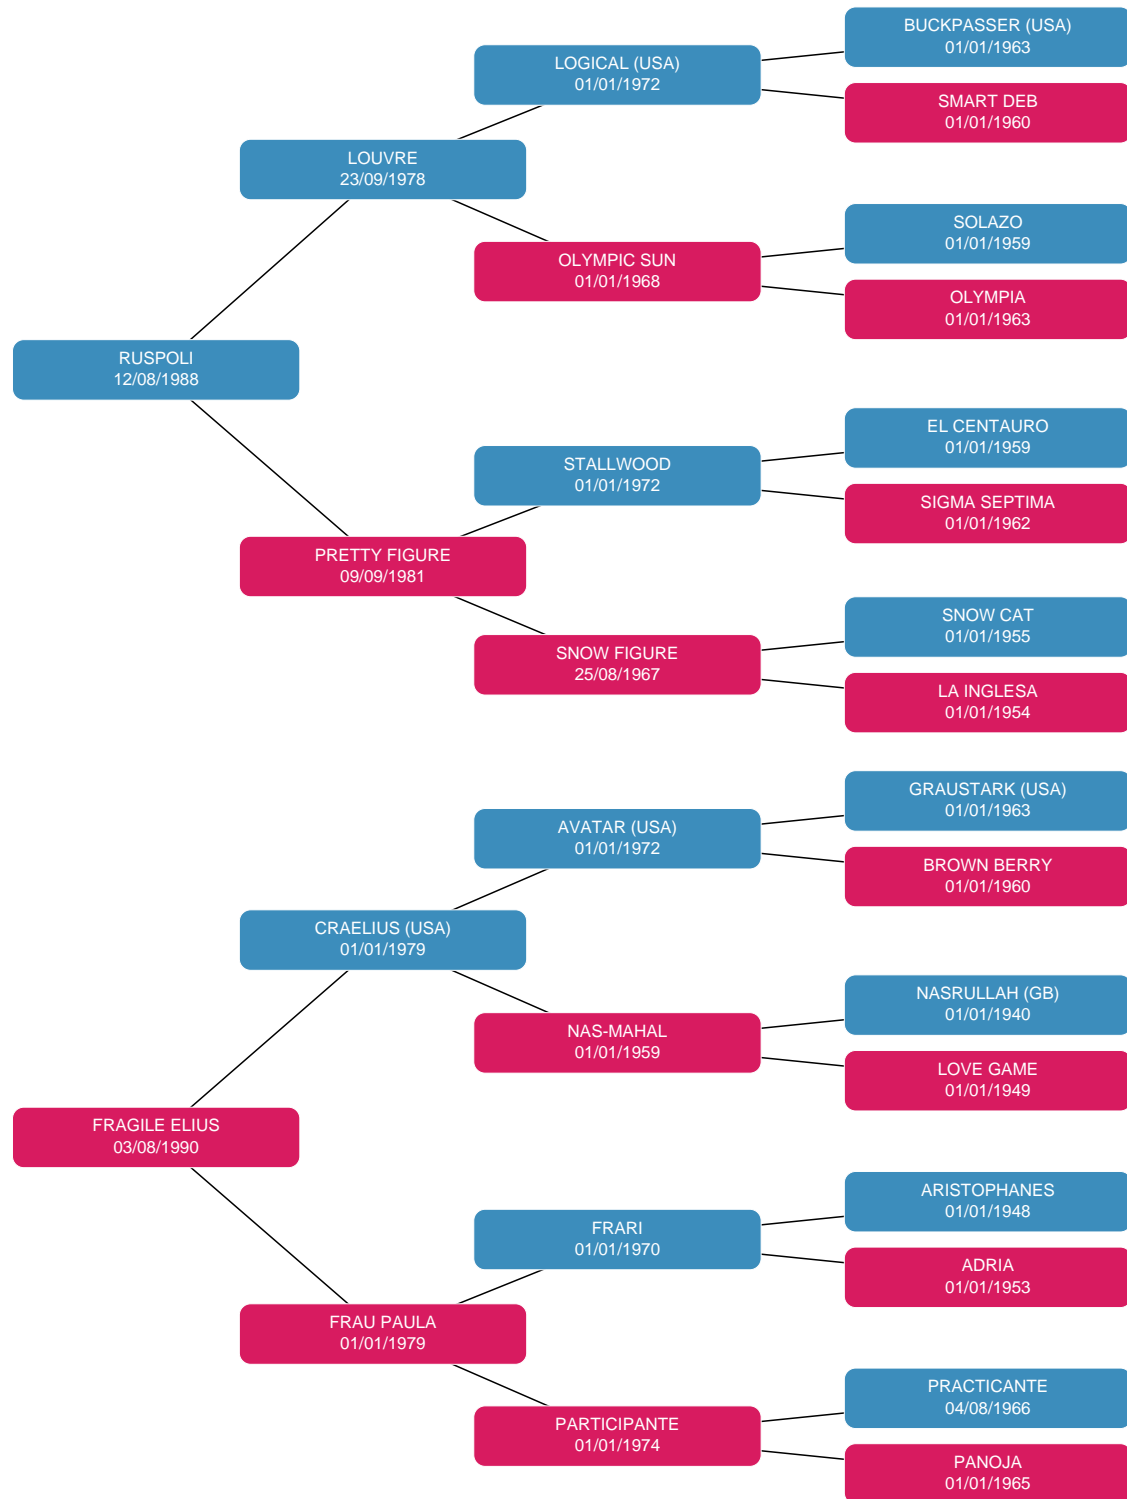 BUCKPASSER (USA)
01/01/1963
LOGICAL (USA)
01/01/1972
SMART DEB
01/01/1960
LOUVRE
23/09/1978
SOLAZO
01/01/1959
OLYMPIC SUN
01/01/1968
OLYMPIA
01/01/1963
RUSPOLI
12/08/1988
EL CENTAURO
01/01/1959
STALLWOOD
01/01/1972
SIGMA SEPTIMA
01/01/1962
PRETTY FIGURE
09/09/1981
SNOW CAT
01/01/1955
SNOW FIGURE
25/08/1967
LA INGLESA
01/01/1954
GRAUSTARK (USA)
01/01/1963
AVATAR (USA)
01/01/1972
BROWN BERRY
01/01/1960
CRAELIUS (USA)
01/01/1979
NASRULLAH (GB)
01/01/1940
NAS-MAHAL
01/01/1959
LOVE GAME
01/01/1949
FRAGILE ELIUS
03/08/1990
ARISTOPHANES
01/01/1948
FRARI
01/01/1970
ADRIA
01/01/1953
FRAU PAULA
01/01/1979
PRACTICANTE
04/08/1966
PARTICIPANTE
01/01/1974
PANOJA
01/01/1965